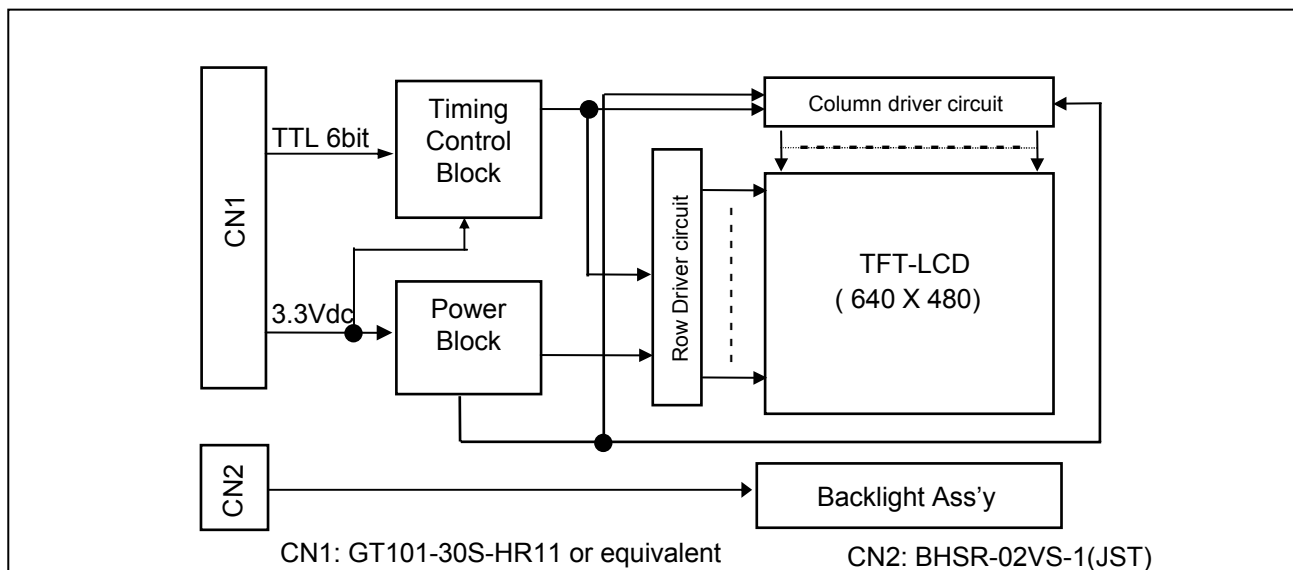 CN1
TTL 6bit
3.3Vdc
Timing
Control
Block
Power
Block
Row Driver circuit
Column driver circuit
TFT-LCD
( 640 X 480)
CN2
Backlight Ass'y
CN1: GT101-30S-HR11 or equivalent
CN2: BHSR-02VS-1(JST)